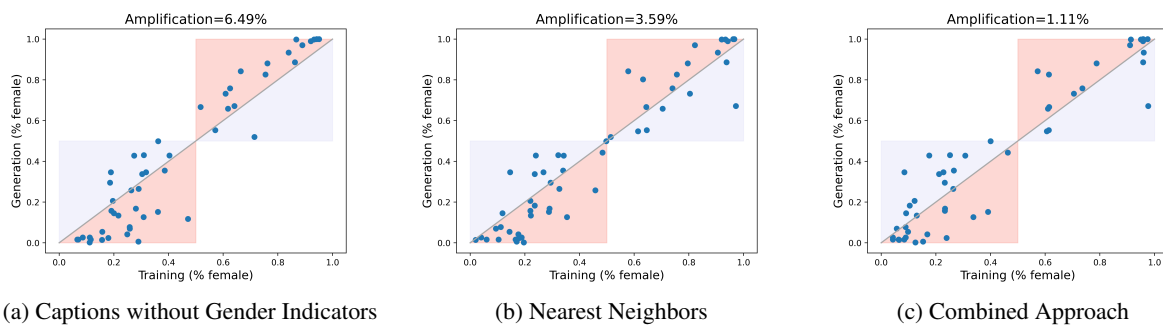 Amplification=6.49%
1.0
0.8
0.6
0.4
0.2
0.0
Generation (% female)
0.0 0.2 0.4 0.6 0.8 1.0
Training (% female)
(a) Captions without Gender Indicators
Amplification=3.59%
1.0
0.8
0.6
0.4
0.2
0.0
Generation (% female)
0.0 0.2 0.4 0.6 0.8 1.0
Training (% female)
(b) Nearest Neighbors
Amplification=1.11%
1.0
0.8
0.6
0.4
0.2
0.0
Generation (% female)
0.0 0.2 0.4 0.6 0.8 1.0
Training (% female)
(c) Combined Approach